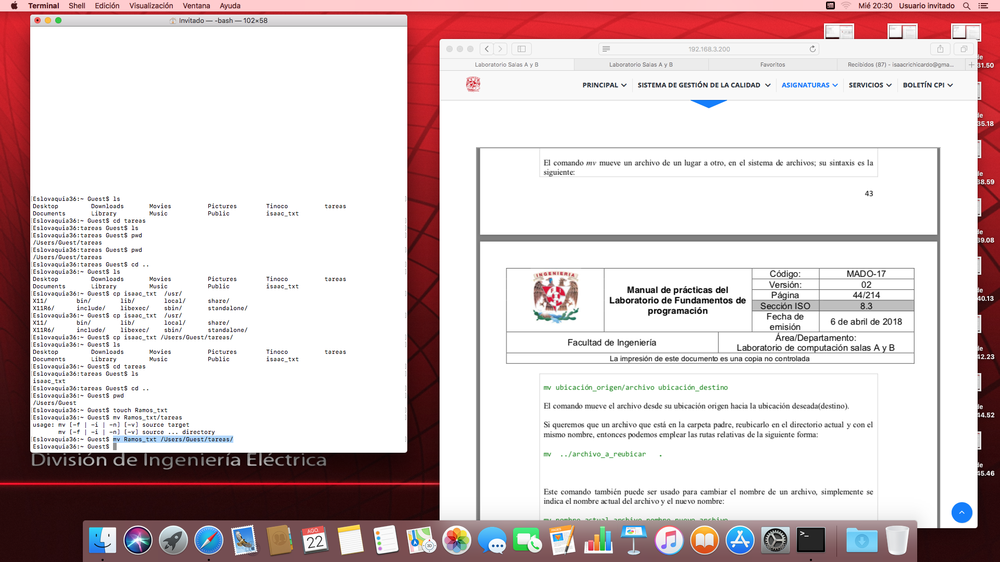 Terminal Shell Edición Visualización Ventana Ayuda
Mié 20:30 Usuario invitado
Invitado — -bash — 102×58
[Eslovaquia36:~ Guest$ ls ]
Desktop Downloads Movies Pictures Tinoco tareas
Documents Library Music Public isaac_txt
[Eslovaquia36:~ Guest$ cd tareas ]
[Eslovaquia36:tareas Guest$ ls ]
[Eslovaquia36:tareas Guest$ pwd ]
/Users/Guest/tareas
[Eslovaquia36:tareas Guest$ pwd ]
/Users/Guest/tareas
[Eslovaquia36:tareas Guest$ cd .. ]
[Eslovaquia36:~ Guest$ ls ]
Desktop Downloads Movies Pictures Tinoco tareas
Documents Library Music Public isaac_txt
[Eslovaquia36:~ Guest$ cp isaac_txt /usr/ ]
X11/ bin/ lib/ local/ share/
X11R6/ include/ libexec/ sbin/ standalone/
[Eslovaquia36:~ Guest$ cp isaac_txt /usr/ ]
X11/ bin/ lib/ local/ share/
X11R6/ include/ libexec/ sbin/ standalone/
[Eslovaquia36:~ Guest$ cp isaac_txt /Users/Guest/tareas/ ]
[Eslovaquia36:~ Guest$ ls ]
Desktop Downloads Movies Pictures Tinoco tareas
Documents Library Music Public isaac_txt
[Eslovaquia36:~ Guest$ cd tareas ]
[Eslovaquia36:tareas Guest$ ls ]
isaac_txt
[Eslovaquia36:tareas Guest$ cd .. ]
[Eslovaquia36:~ Guest$ pwd ]
/Users/Guest
[Eslovaquia36:~ Guest$ touch Ramos_txt ]
[Eslovaquia36:~ Guest$ mv Ramos_txt/tareas ]
usage: mv [-f | -i | -n] [-v] source target
mv [-f | -i | -n] [-v] source ... directory
[Eslovaquia36:~ Guest$ mv Ramos_txt /Users/Guest/tareas/ ]
Eslovaquia36:~ Guest$
División de Ingeniería Eléctrica
192.168.3.200
Laboratorio Salas A y B
Laboratorio Salas A y B
Favoritos
Recibidos (87) - isaacrichicardo@gma...
INGENIERIA
PRINCIPAL
SISTEMA DE GESTIÓN DE LA CALIDAD
ASIGNATURAS
SERVICIOS
BOLETÍN CPI
El comando mv mueve un archivo de un lugar a otro, en el sistema de archivos; su sintaxis es la
siguiente:
43
INGENIERIA
Manual de prácticas del
Laboratorio de Fundamentos de
programación
Código: MADO-17
Versión: 02
Página 44/214
Sección ISO 8.3
Fecha de
emisión
6 de abril de 2018
Facultad de Ingeniería
Área/Departamento:
Laboratorio de computación salas A y B
La impresión de este documento es una copia no controlada
mv ubicación_origen/archivo ubicación_destino
El comando mueve el archivo desde su ubicación origen hacia la ubicación deseada(destino).
Si queremos que un archivo que está en la carpeta padre, reubicarlo en el directorio actual y con el
mismo nombre, entonces podemos emplear las rutas relativas de la siguiente forma:
mv ../archivo_a_reubicar .
Este comando también puede ser usado para cambiar el nombre de un archivo, simplemente se
indica el nombre actual del archivo y el nuevo nombre:
mv nombre_actual_archivo nombre_nuevo_archivo
de
31.50
de
35.18
de
38.59
de
39.08
de
40.13
de
42.23
de
44.52
de
45.46
AGO.
22
3D
PAGES
>_